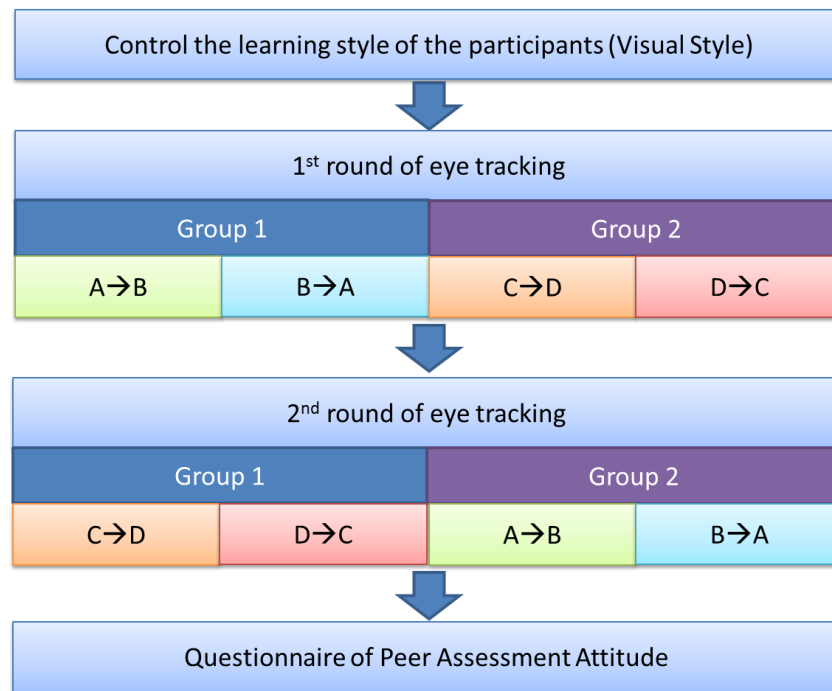 Control the learning style of the participants (Visual Style)
1st round of eye tracking
Group 1 Group 2
A→B B→A C→D D→C
2nd round of eye tracking
Group 1 Group 2
C→D D→C A→B B→A
Questionnaire of Peer Assessment Attitude